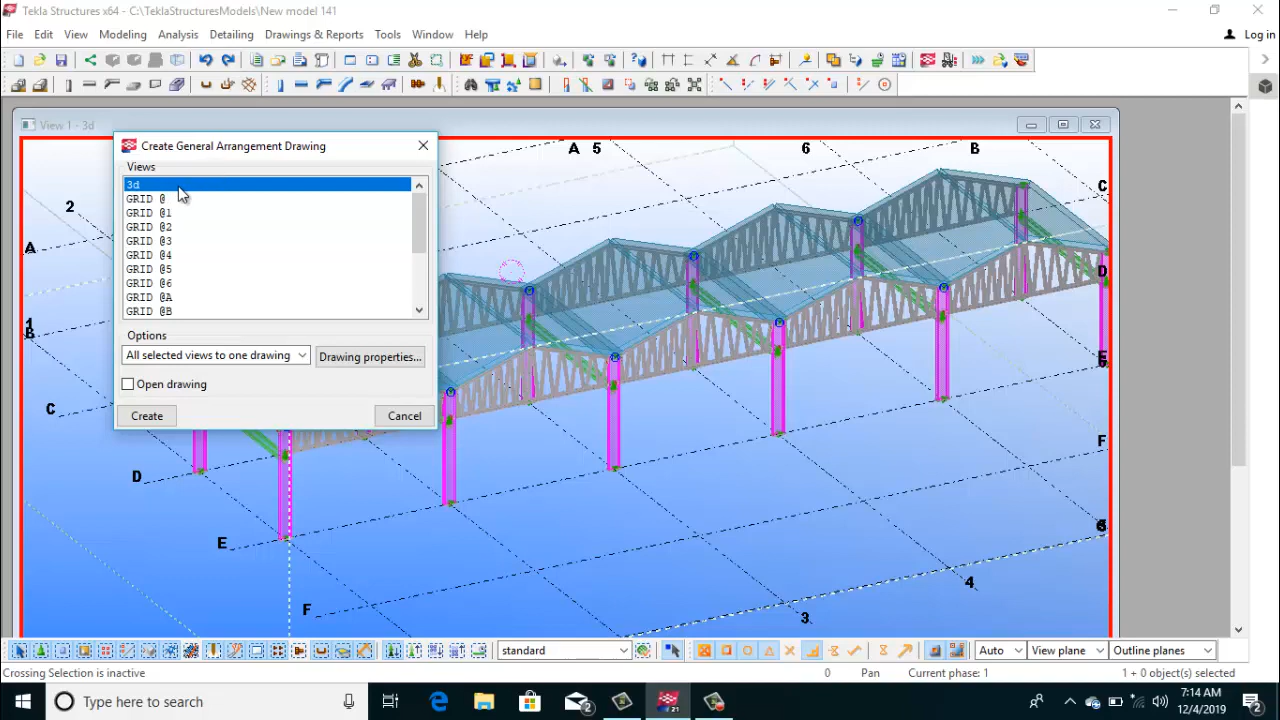 Tekla Structures x64 - C:\TeklaStructuresModels\New model 141
File Edit View Modeling Analysis Detailing Drawings & Reports Tools Window Help Log in
View 1 - 3d
Create General Arrangement Drawing
Views
3d
GRID @
GRID @1
GRID @2
GRID @3
GRID @4
GRID @5
GRID @6
GRID @A
GRID @B
Options
All selected views to one drawing Drawing properties...
Open drawing
Create Cancel
A 5 6 B
C
2
A
D
1
B
E
C
F
D
6
E
4
F
3
standard Auto View plane Outline planes
Crossing Selection is inactive 0 Pan Current phase: 1 1 + 0 object(s) selected
Type here to search 2 21 7:14 AM
12/4/2019 2